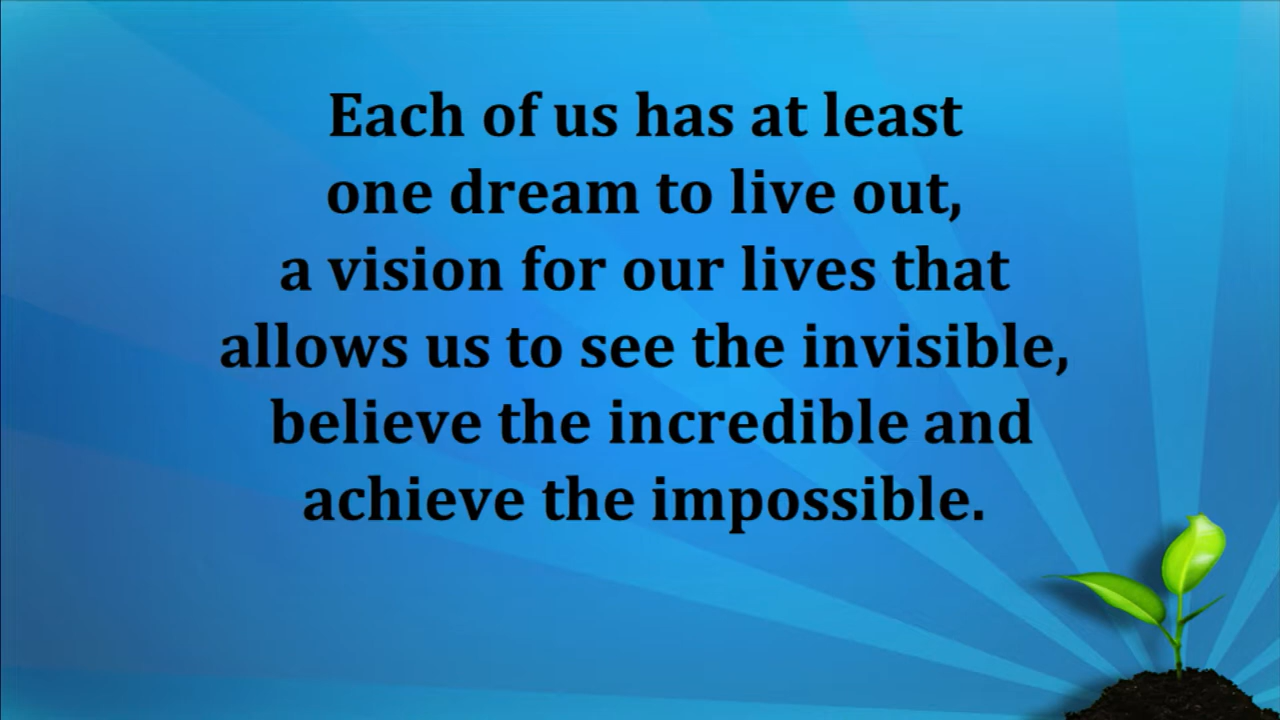 Each of us has at least
one dream to live out,
a vision for our lives that
allows us to see the invisible,
believe the incredible and
achieve the impossible.